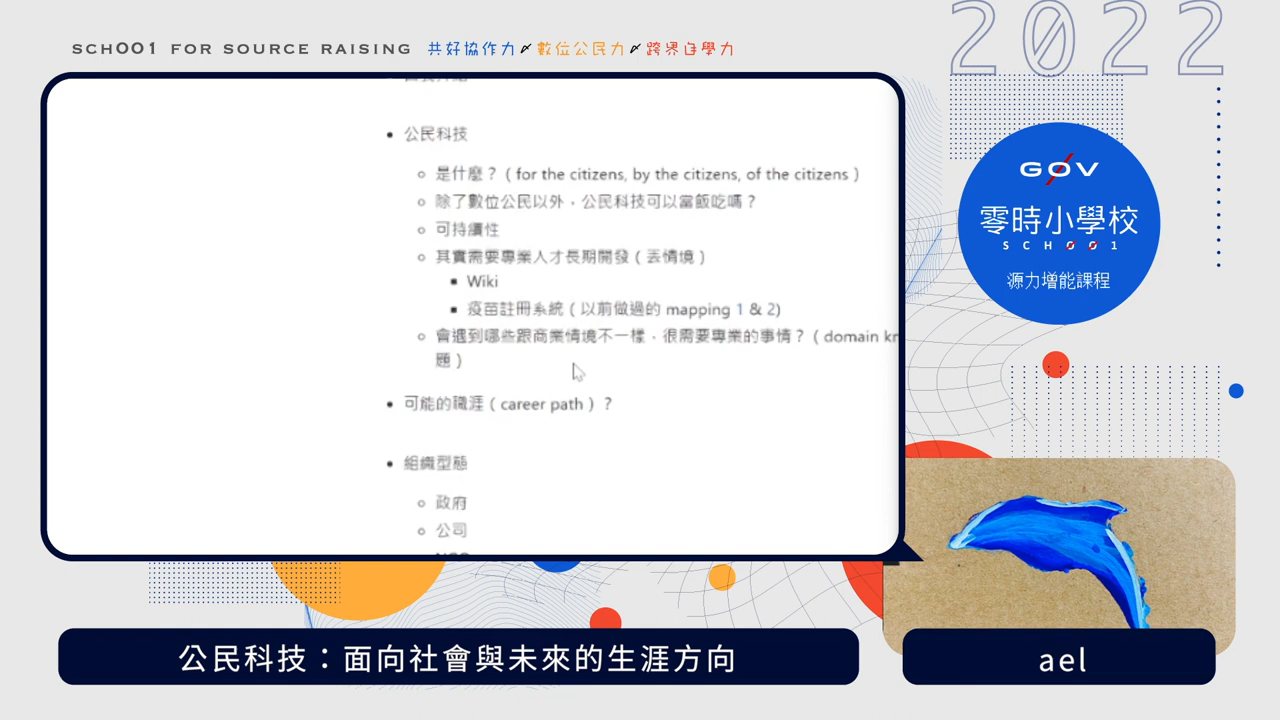 SCHOO1 FOR SOURCE RAISING 共好協作力 數位公民力 跨界自學力
2022
公民科技
是什麼？( for the citizens, by the citizens, of the citizens )
除了數位公民以外，公民科技可以當飯吃嗎？
可持續性
其實需要專業人才長期開發 ( 丟情境 )
Wiki
疫苗註冊系統 ( 以前做過的 mapping 1 & 2)
會遇到哪些跟商業情境不一樣，很需要專業的事情？( domain
題 )
可能的職涯 ( career path ) ？
組織型態
政府
公司
GOV
零時小學校
SCHOO1
源力增能課程
公民科技：面向社會與未來的生涯方向
ael